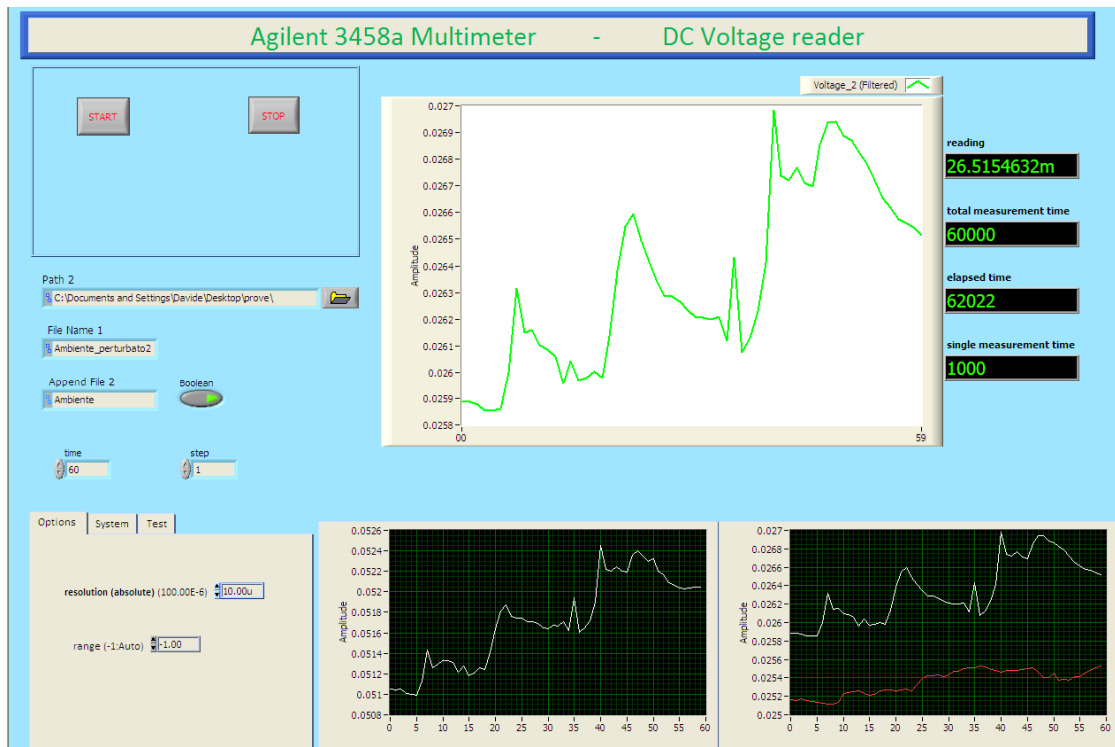 Agilent 3458a Multimeter - DC Voltage reader
START
STOP
Path 2
C:\Documents and Settings\Davide\Desktop\prove\
File Name 1
Ambiente_perturbato2
Append File 2
Ambiente
Boolean
time
60
step
1
Voltage_2 (Filtered)
Amplitude
0.027
0.0269
0.0268
0.0267
0.0266
0.0265
0.0264
0.0263
0.0262
0.0261
0.026
0.0259
0.0258
00 59
reading
26.5154632m
total measurement time
60000
elapsed time
62022
single measurement time
1000
Options System Test
resolution (absolute) (100.00E-6) 10.00u
range (-1:Auto) -1.00
Amplitude
0.0526
0.0524
0.0522
0.052
0.0518
0.0516
0.0514
0.0512
0.051
0.0508
0 5 10 15 20 25 30 35 40 45 50 55 60
Amplitude
0.027
0.0268
0.0266
0.0264
0.0262
0.026
0.0258
0.0256
0.0254
0.0252
0.025
0 5 10 15 20 25 30 35 40 45 50 55 60